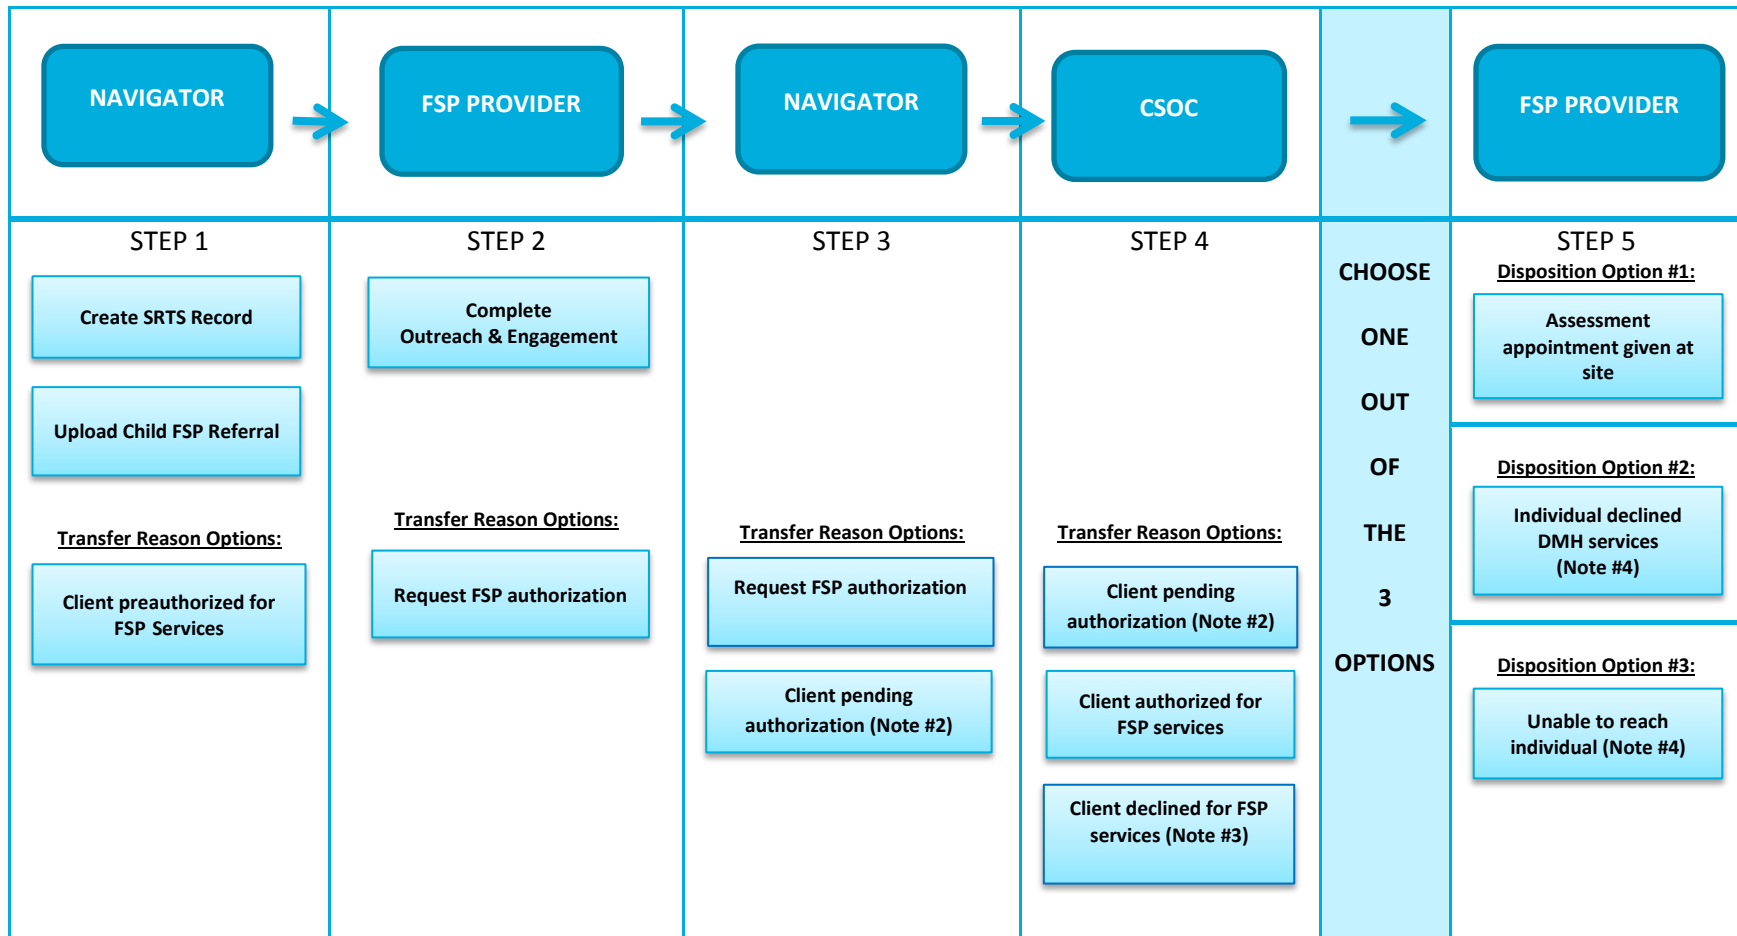 NAVIGATOR
FSP PROVIDER
NAVIGATOR
CSOC
FSP PROVIDER
STEP 1
Create SRTS Record
Upload Child FSP Referral
Transfer Reason Options:
Client preauthorized for
FSP Services
STEP 2
Complete
Outreach & Engagement
Transfer Reason Options:
Request FSP authorization
STEP 3
Transfer Reason Options:
Request FSP authorization
Client pending
authorization (Note #2)
STEP 4
Transfer Reason Options:
Client pending
authorization (Note #2)
Client authorized for
FSP services
Client declined for FSP
services (Note #3)
CHOOSE
ONE
OUT
OF
THE
3
OPTIONS
STEP 5
Disposition Option #1:
Assessment
appointment given at
site
Disposition Option #2:
Individual declined
DMH services
(Note #4)
Disposition Option #3:
Unable to reach
individual (Note #4)